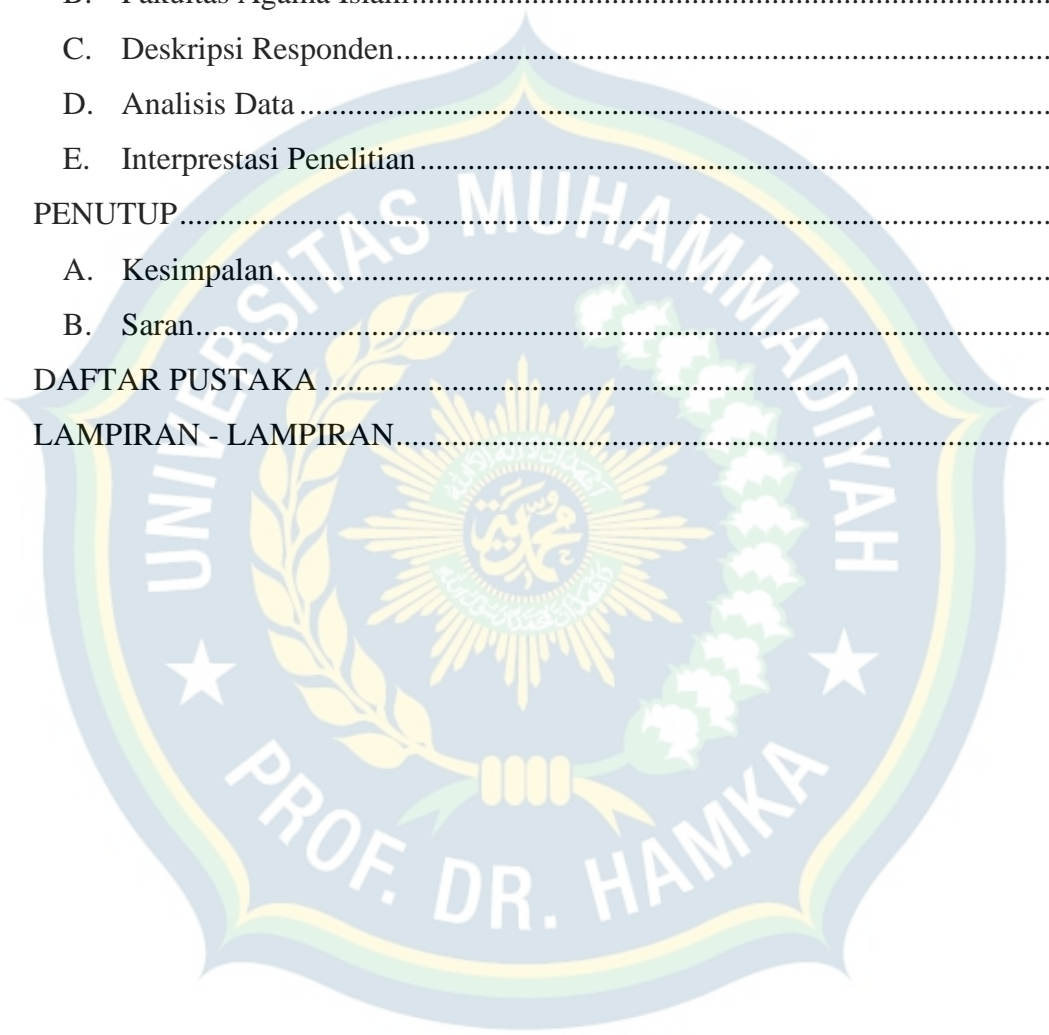 B. Fakultas Agama Islam
C. Deskripsi Responden
D. Analisis Data
E. Interprestasi Penelitian
PENUTUP
A. Kesimpalan
B. Saran
DAFTAR PUSTAKA
LAMPIRAN - LAMPIRAN
UNIVERSITAS MUHAMMADIYAH
محمدية
PROF. DR. HAMKA